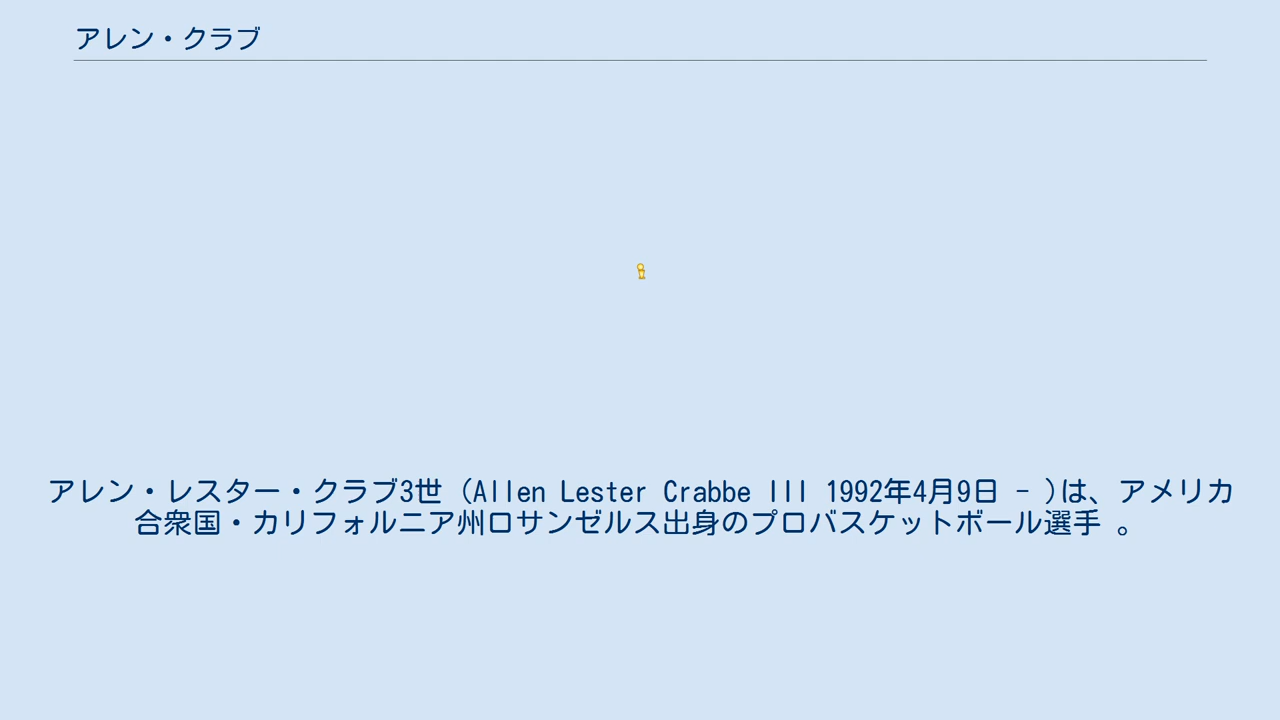 アレン・クラブ
アレン・レスター・クラブ3世 (Allen Lester Crabbe III 1992年4月9日 - )は、アメリカ
合衆国・カリフォルニア州ロサンゼルス出身のプロバスケットボール選手 。